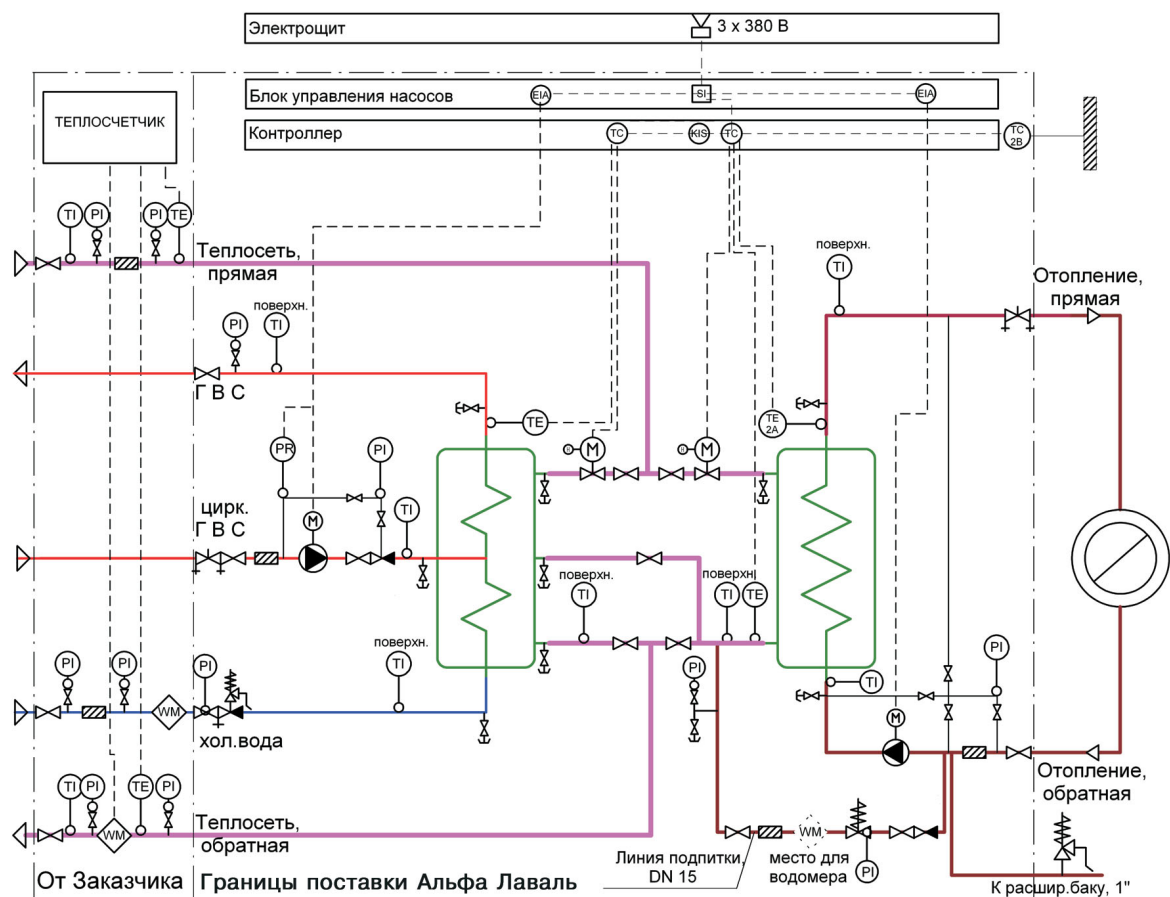 Электрощит
3 x 380 В
Блок управления насосов
EIA
SI
EIA
ТЕПЛОСЧЕТЧИК
Контроллер
TC
KIS
TC
TC
2B
TI
PI
PI
TE
поверхн.
TI
Теплосеть,
прямая
Отопление,
прямая
поверхн.
PI
TI
Г В С
TE
TE
2A
M
M
PR
PI
цирк.
Г В С
M
TI
поверхн.
TI
поверхн.
TI
TE
поверхн.
TI
PI
PI
PI
PI
PI
TI
WM
M
хол.вода
Отопление,
обратная
TI
PI
TE
PI
WM
Теплосеть,
обратная
WM
Линия подпитки,
DN 15
место для
водомера
PI
От Заказчика
Границы поставки Альфа Лаваль
К расшир.баку, 1"